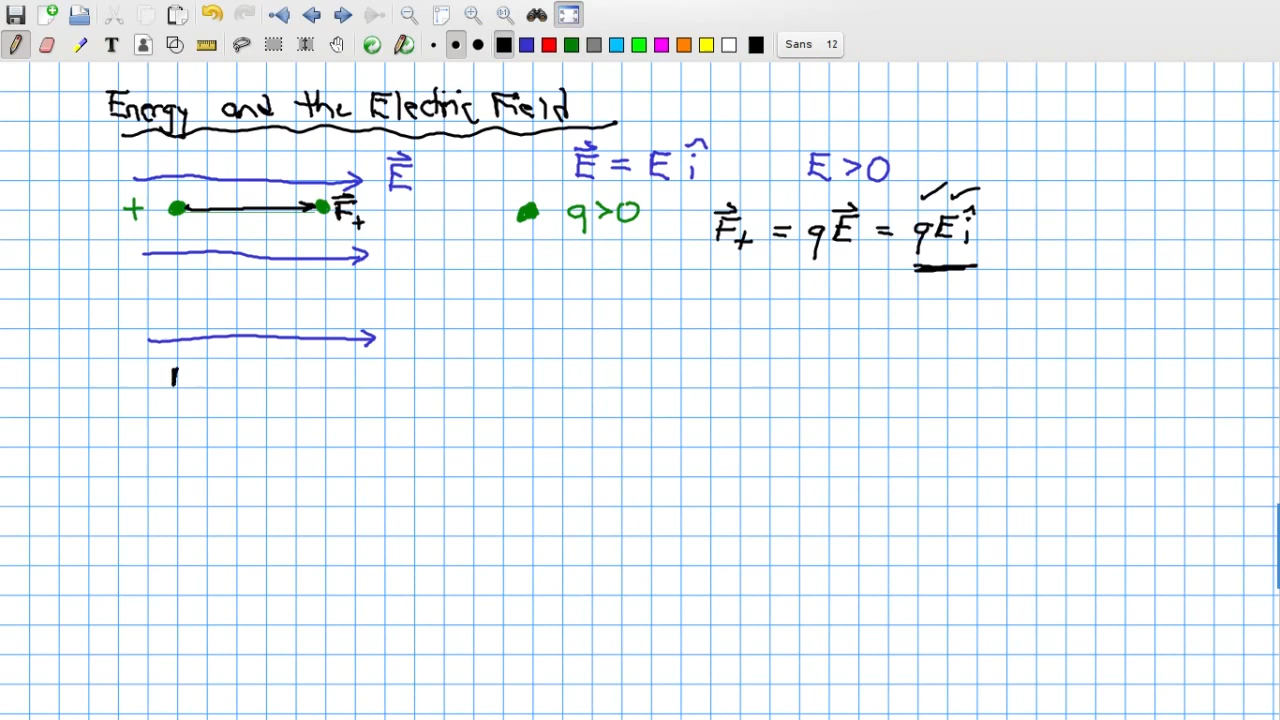 Sans 12
Energy and the Electric Field
E⃗ E⃗ = E î E > 0
+ F⃗₊ q > 0 F⃗₊ = qE⃗ = qE î